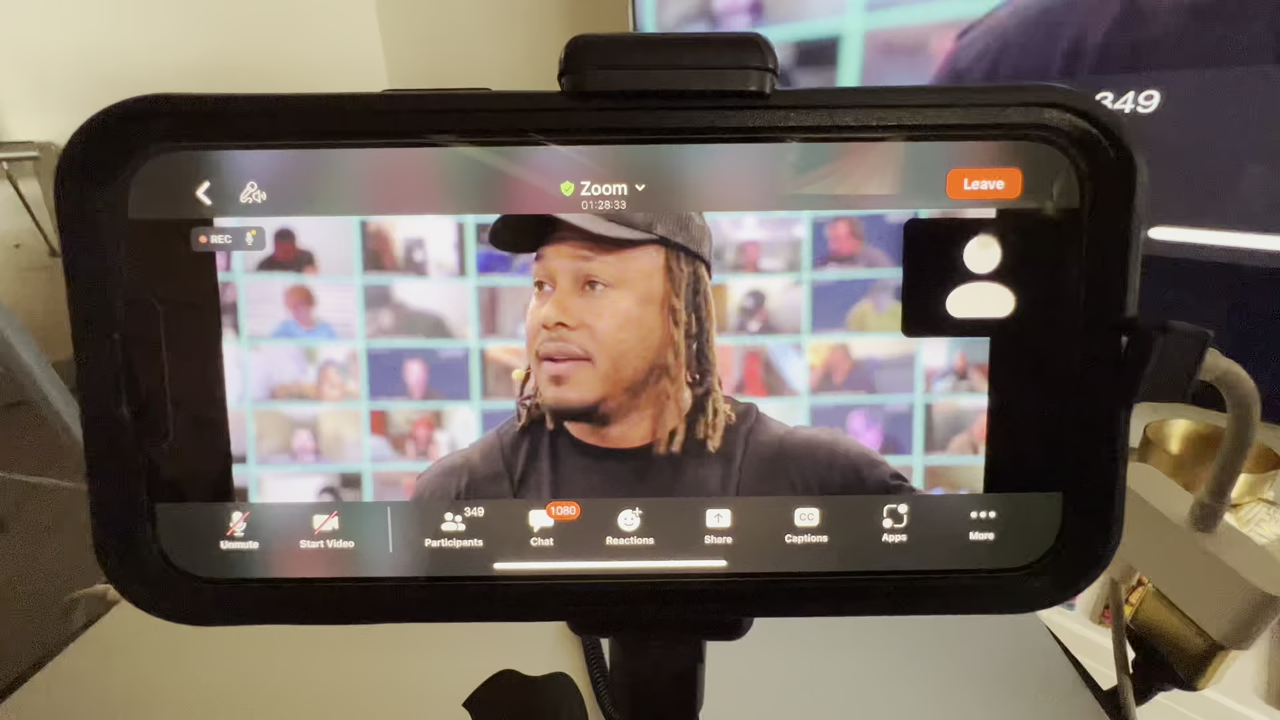 349
Zoom
Leave
01:28:33
REC
349
1080
CC
Unmute
Start Video
Participants
Chat
Reactions
Share
Captions
Apps
More